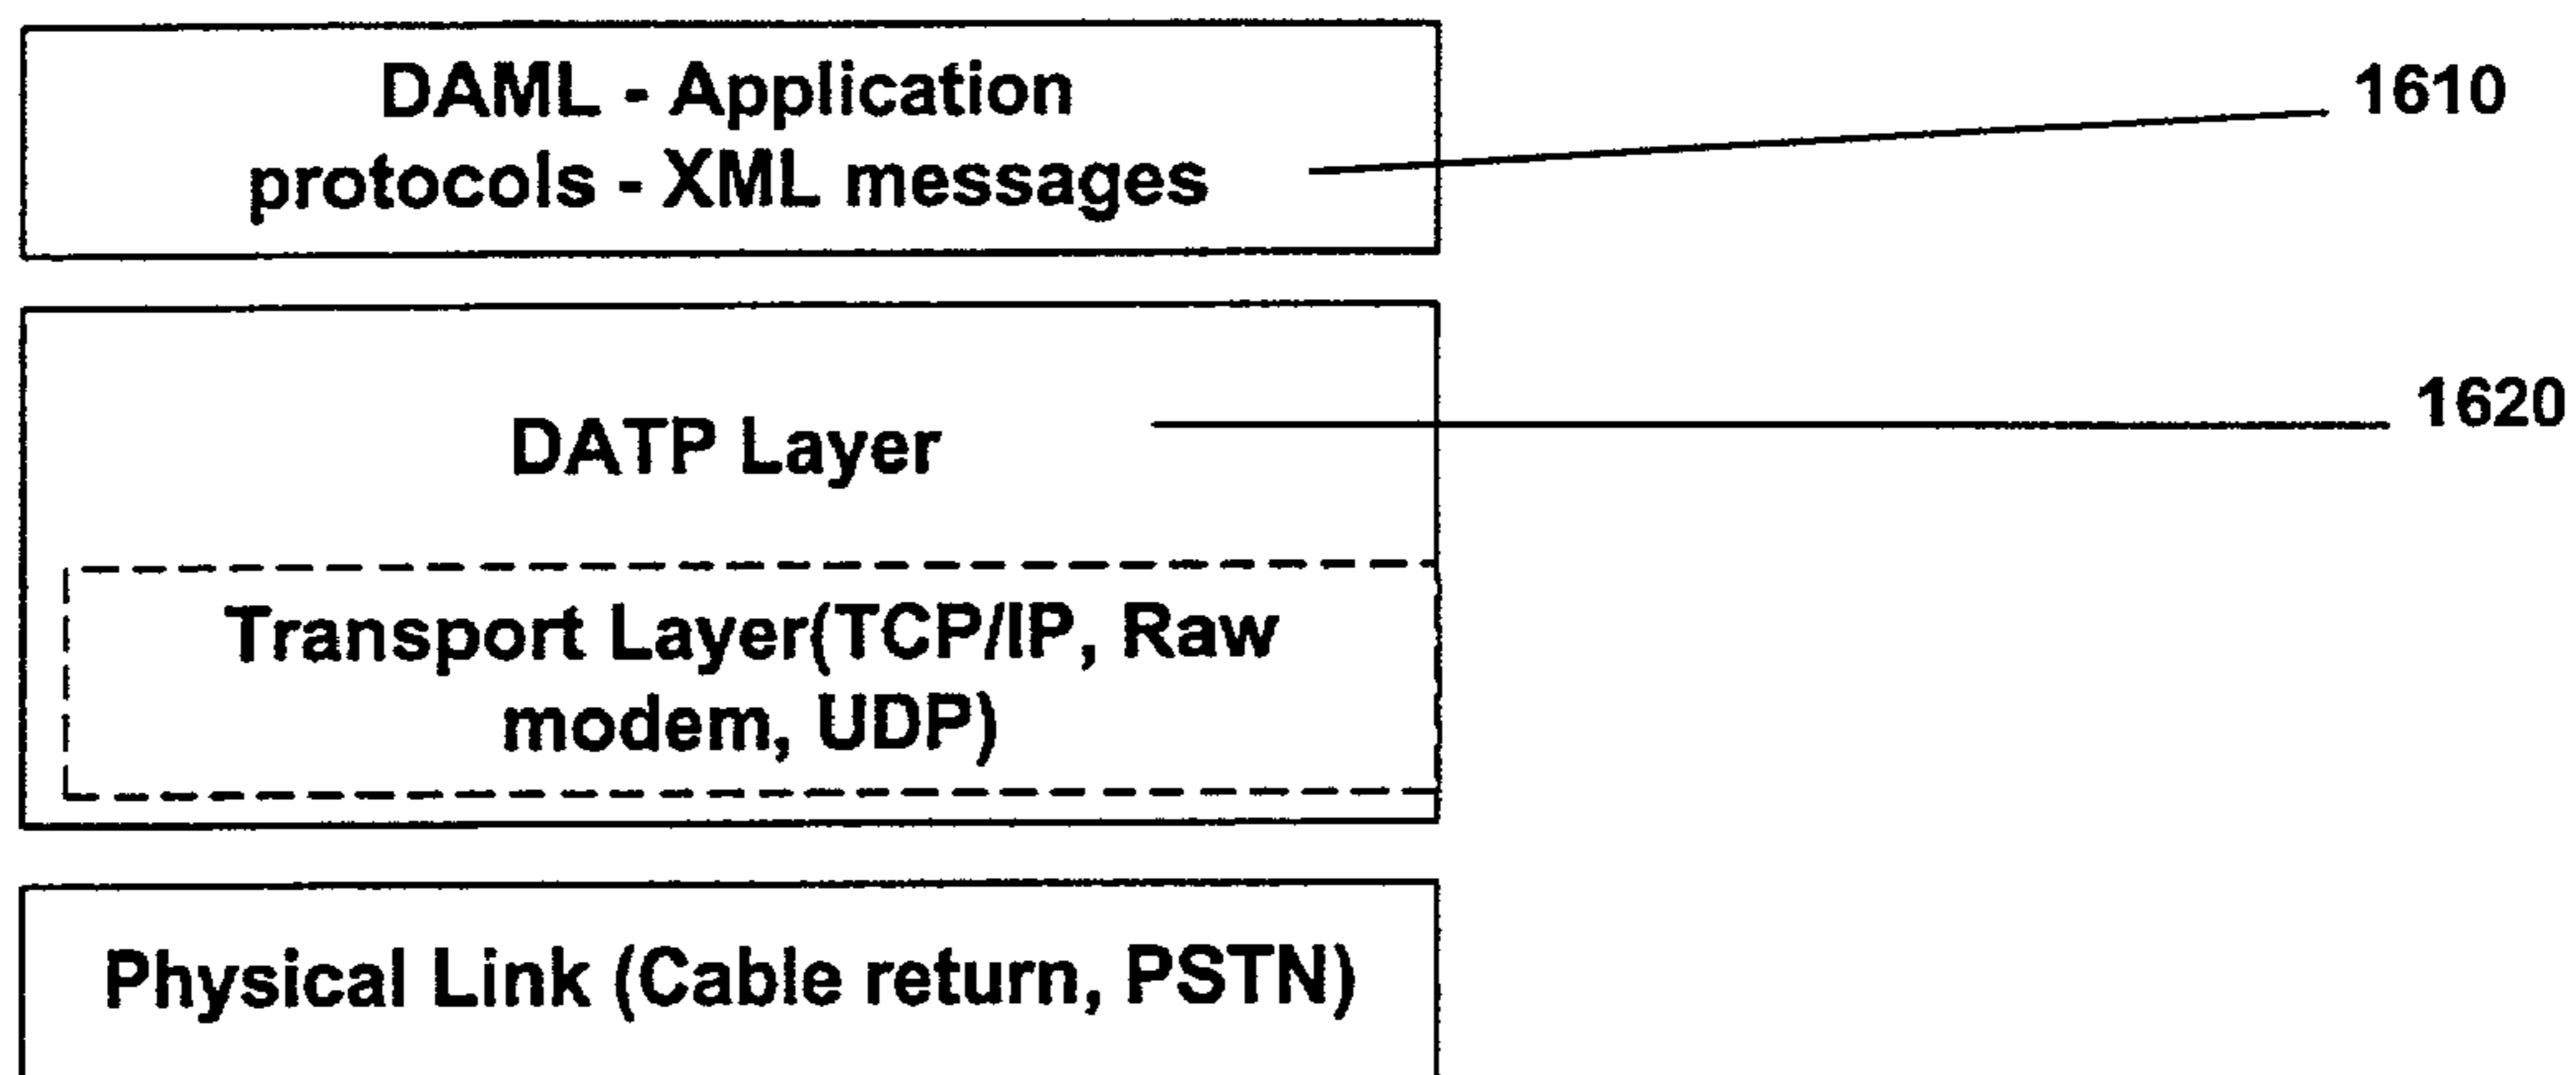 DAML - Application
protocols - XML messages
1610
DATP Layer
1620
Transport Layer(TCP/IP, Raw
modem, UDP)
Physical Link (Cable return, PSTN)